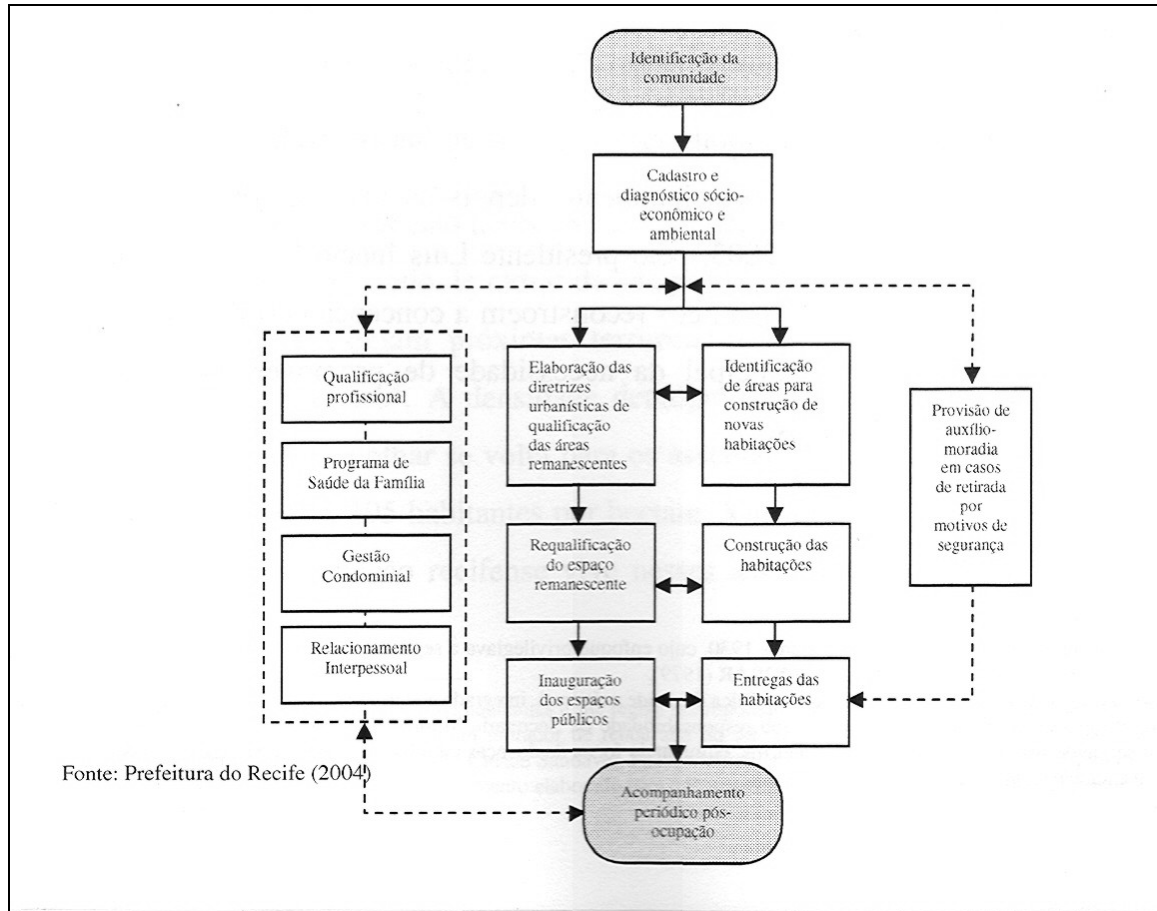 Identificação da
comunidade
Cadastro e
diagnóstico sócio-
econômico e
ambiental
Qualificação
profissional
Programa de
Saúde da Família
Gestão
Condominial
Relacionamento
Interpessoal
Elaboração das
diretrizes
urbanísticas de
qualificação
das áreas
remanescentes
Identificação
de áreas para
construção de
novas
habitações
Provisão de
auxílio-
moradia
em casos
de retirada
por
motivos de
segurança
Requalificação
do espaço
remanescente
Construção das
habitações
Inauguração
dos espaços
públicos
Entregas das
habitações
Fonte: Prefeitura do Recife (2004)
Acompanhamento
periódico pós-
ocupação